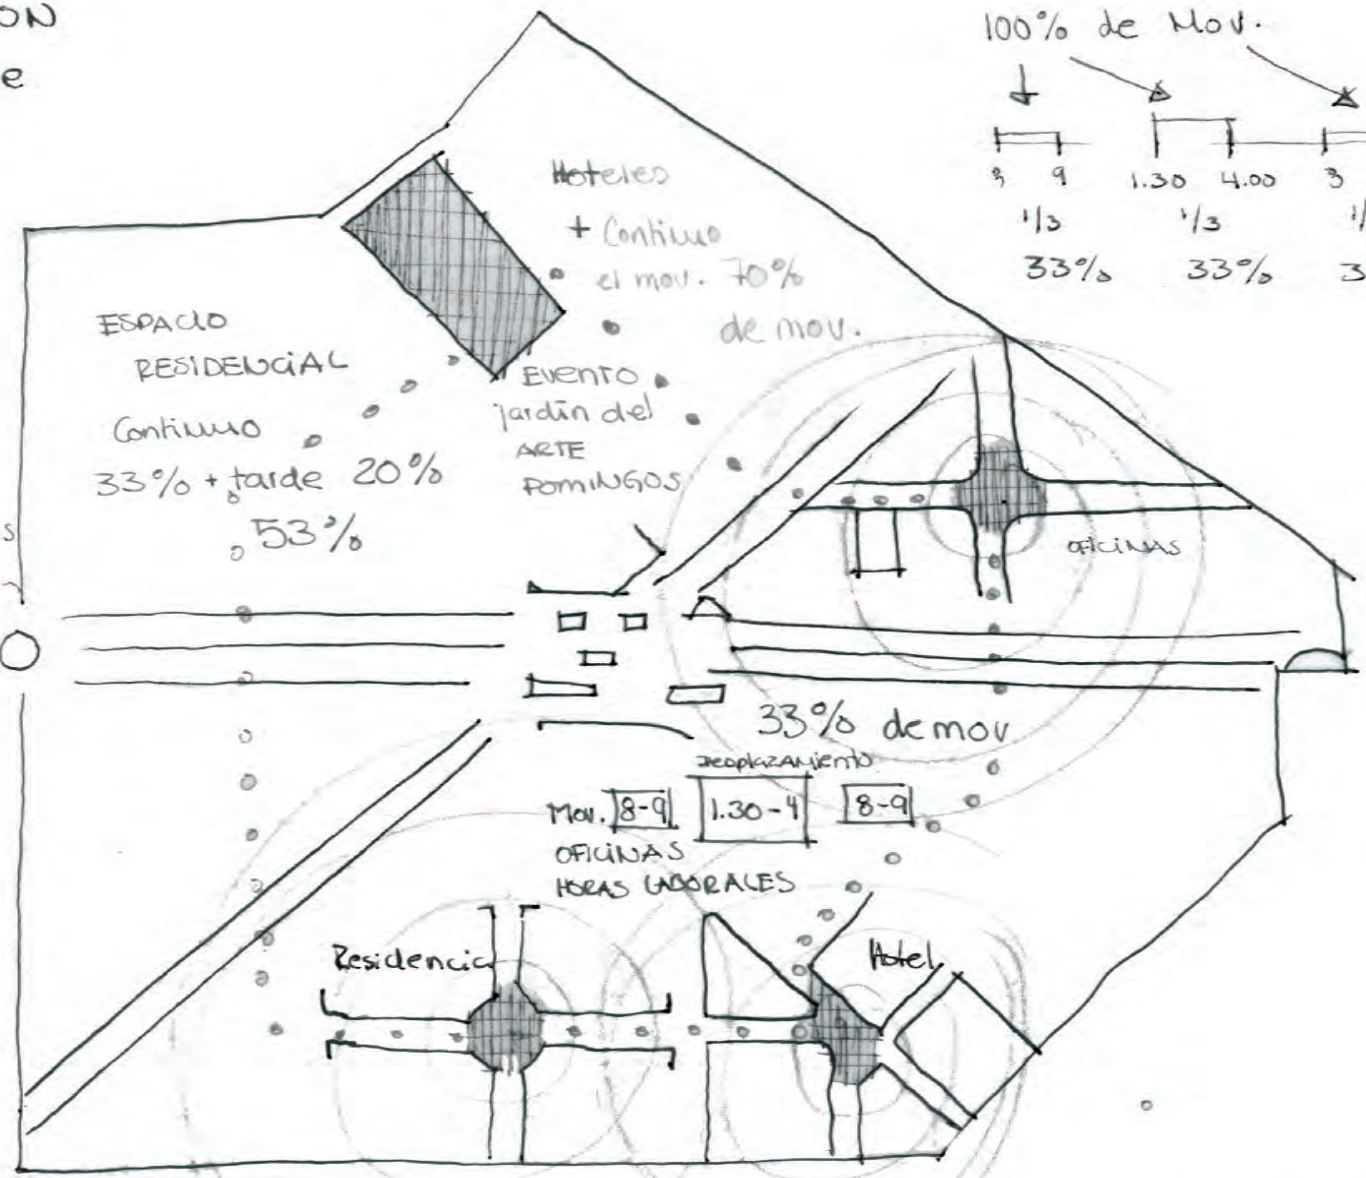 ON
e
100% de Mov.
3 9 1.30 4.00 3
1/3 1/3 1/
33% 33% 3
Hoteles
+ Continuo
el mov. 70%
de mov.
ESPACIO
RESIDENCIAL
Continuo
33% + tarde 20%
53%
Evento
jardín del
ARTE
DOMINGOS
s
OFICINAS
33% de mov
Desplazamiento
Mov. 8-9 1.30-4 8-9
OFICINAS
HORAS LABORALES
Residencia
Hotel